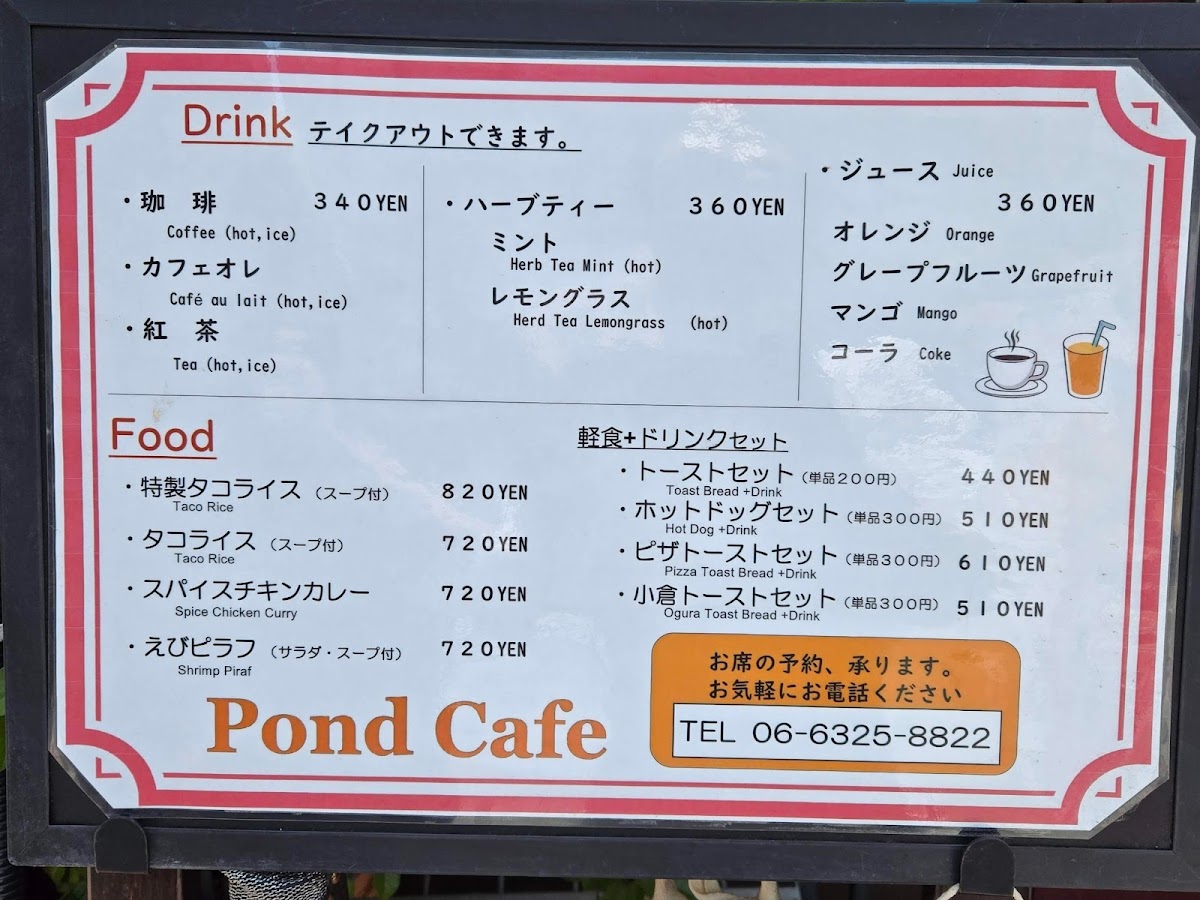 Drink テイクアウトできます。
・珈 琲 340YEN
Coffee (hot,ice)
・カフェオレ
Café au lait (hot,ice)
・紅 茶
Tea (hot,ice)
・ハーブティー 360YEN
ミント
Herb Tea Mint (hot)
レモングラス
Herd Tea Lemongrass (hot)
・ジュース Juice
360YEN
オレンジ Orange
グレープフルーツ Grapefruit
マンゴ Mango
コーラ Coke
Food
・特製タコライス (スープ付) 820YEN
Taco Rice
・タコライス (スープ付) 720YEN
Taco Rice
・スパイスチキンカレー 720YEN
Spice Chicken Curry
・えびピラフ (サラダ・スープ付) 720YEN
Shrimp Piraf
軽食+ドリンクセット
・トーストセット (単品200円) 440YEN
Toast Bread +Drink
・ホットドッグセット (単品300円) 510YEN
Hot Dog +Drink
・ピザトーストセット (単品300円) 610YEN
Pizza Toast Bread +Drink
・小倉トーストセット (単品300円) 510YEN
Ogura Toast Bread +Drink
Pond Cafe
お席の予約、承ります。
お気軽にお電話ください
TEL 06-6325-8822